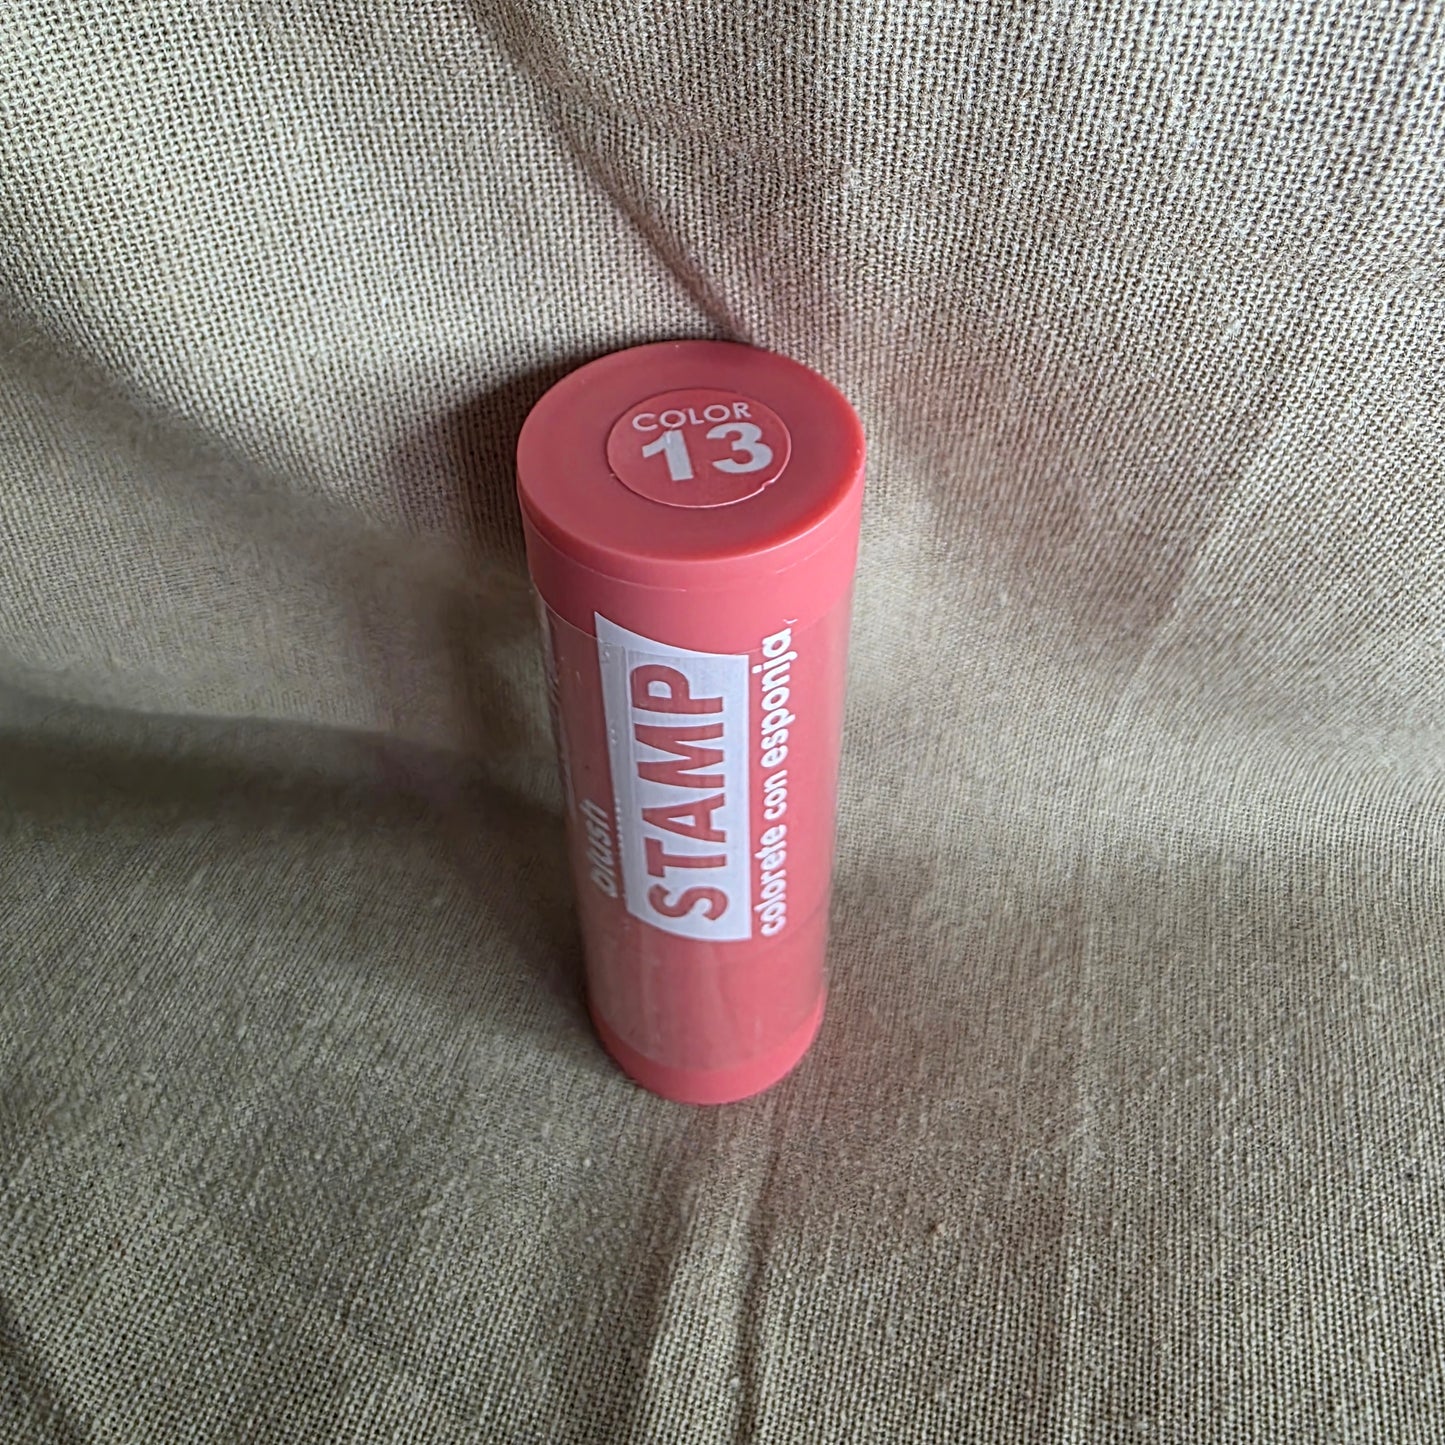 COLOR
13
blush
STAMP
colorete con esponja